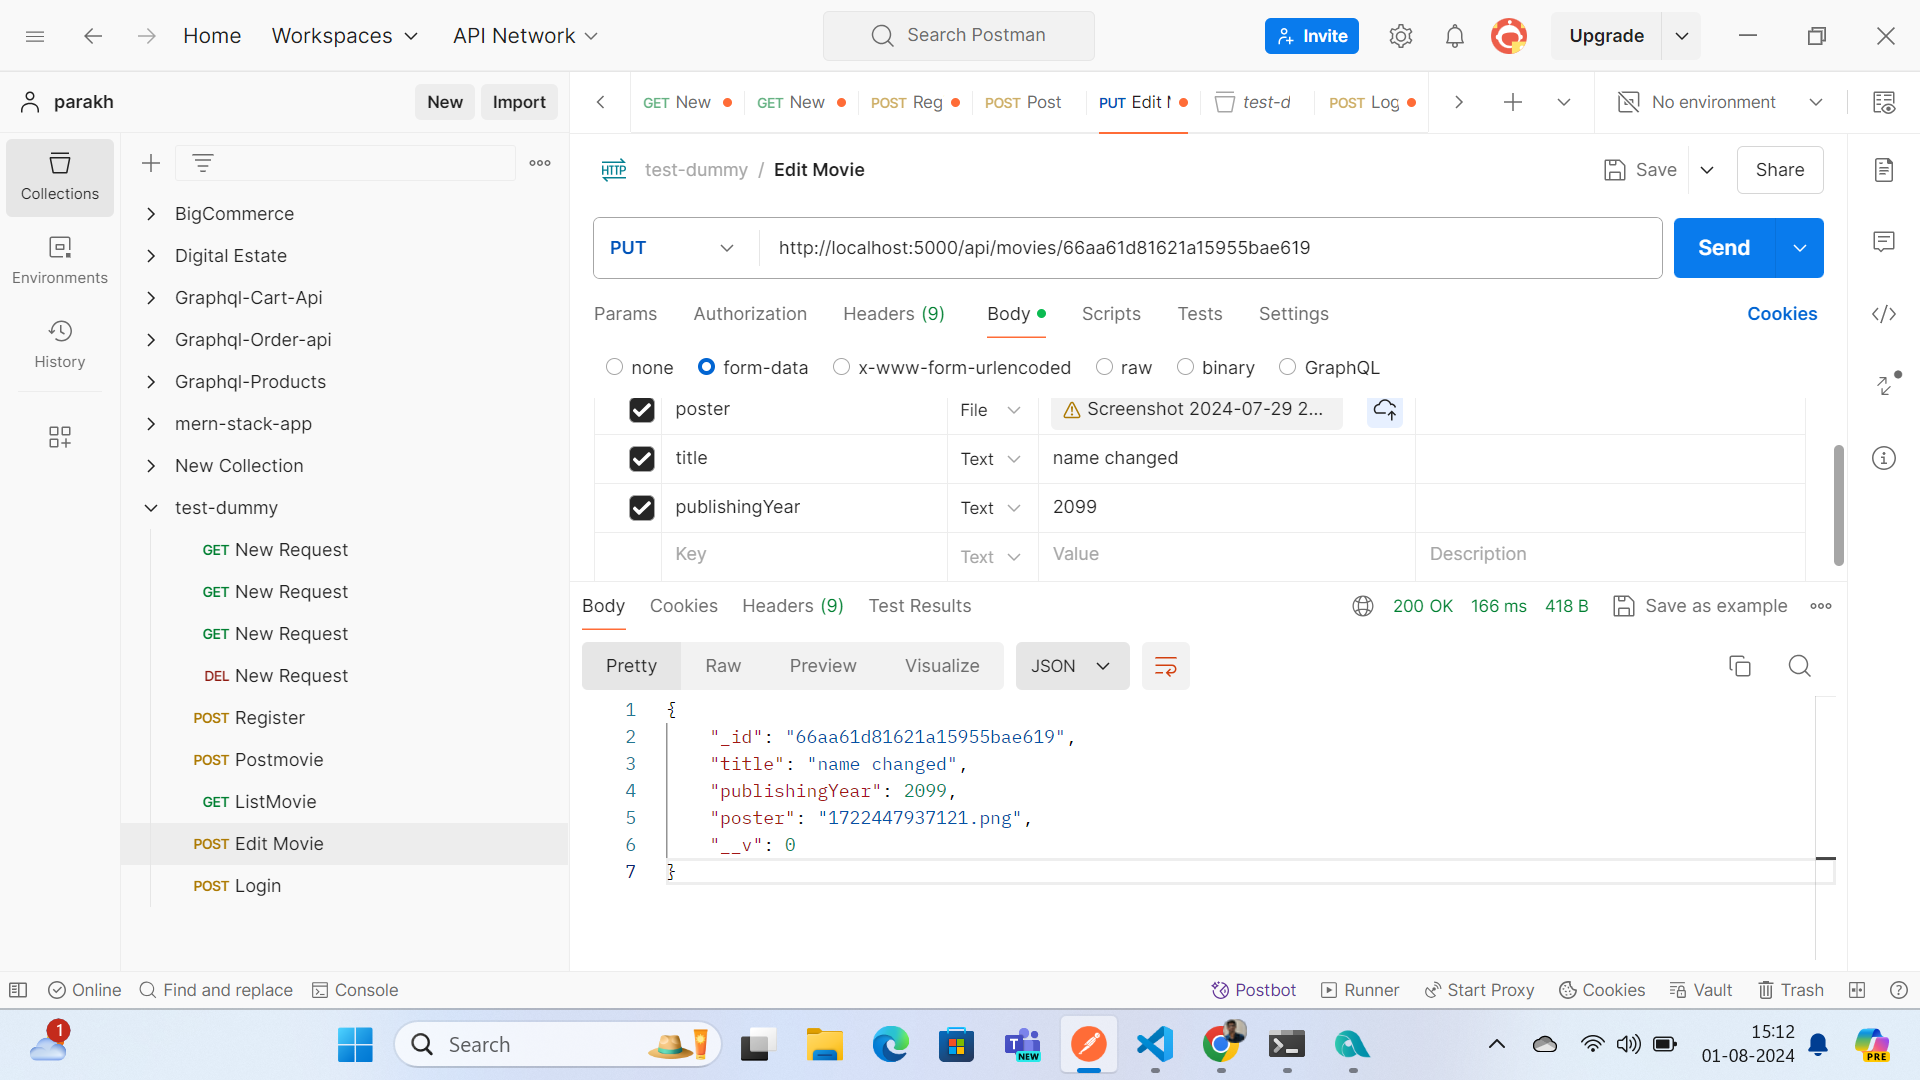 Home Workspaces API Network Search Postman Invite Upgrade
parakh New Import GET New GET New POST Reg POST Post PUT Edit test-d POST Log No environment
Collections
Environments
History
BigCommerce
Digital Estate
Graphql-Cart-Api
Graphql-Order-api
Graphql-Products
mern-stack-app
New Collection
test-dummy
GET New Request
GET New Request
GET New Request
DEL New Request
POST Register
POST Postmovie
GET ListMovie
POST Edit Movie
POST Login
HTTP test-dummy / Edit Movie Save Share
PUT http://localhost:5000/api/movies/66aa61d81621a15955bae619 Send
Params Authorization Headers (9) Body Scripts Tests Settings Cookies
none form-data x-www-form-urlencoded raw binary GraphQL
poster File Screenshot 2024-07-29 2...
title Text name changed
publishingYear Text 2099
Key Text Value Description
Body Cookies Headers (9) Test Results 200 OK 166 ms 418 B Save as example
Pretty Raw Preview Visualize JSON
1 {
2 "_id": "66aa61d81621a15955bae619",
3 "title": "name changed",
4 "publishingYear": 2099,
5 "poster": "1722447937121.png",
6 "__v": 0
7 }
Online Find and replace Console Postbot Runner Start Proxy Cookies Vault Trash
1 Search NEW 15:12
01-08-2024
PRE